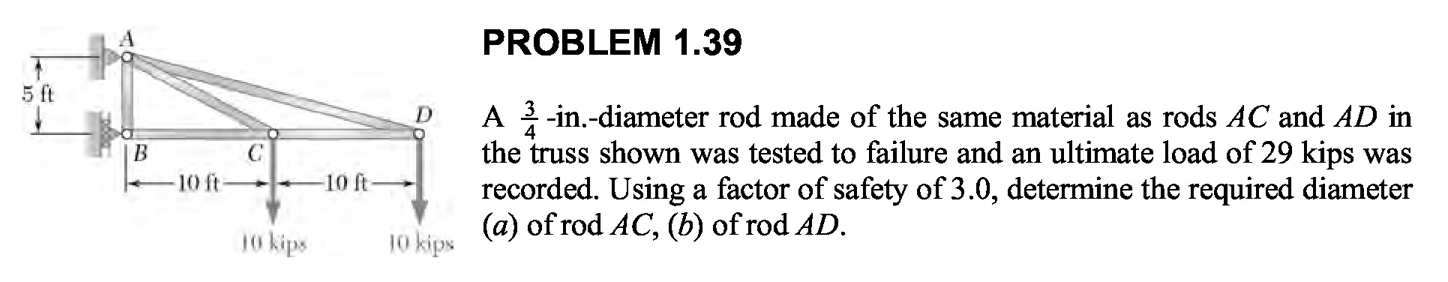 PROBLEM 1.39
A 3/4 -in.-diameter rod made of the same material as rods AC and AD in
the truss shown was tested to failure and an ultimate load of 29 kips was
recorded. Using a factor of safety of 3.0, determine the required diameter
(a) of rod AC, (b) of rod AD.
A
5 ft
D
B
C
10 ft
10 ft
10 kips
10 kips